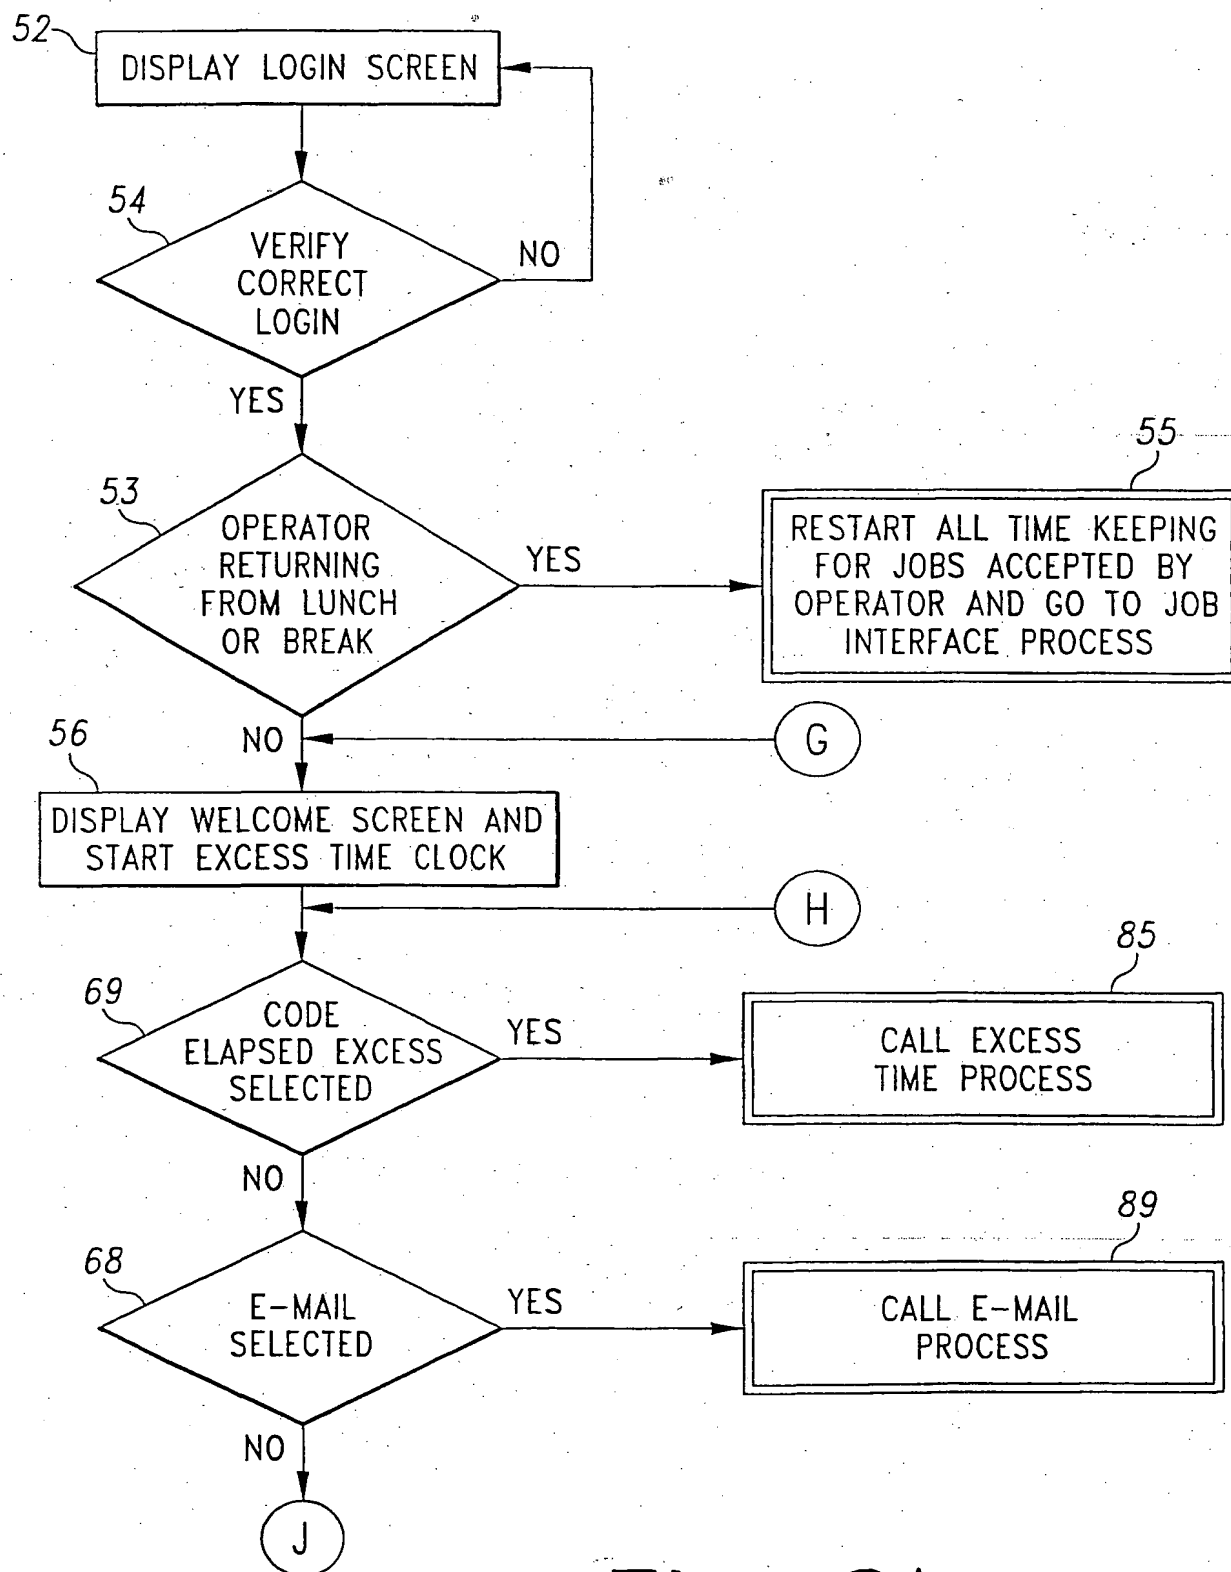 52
DISPLAY LOGIN SCREEN
54
VERIFY
CORRECT
LOGIN
NO
YES
53
OPERATOR
RETURNING
FROM LUNCH
OR BREAK
YES
55
RESTART ALL TIME KEEPING
FOR JOBS ACCEPTED BY
OPERATOR AND GO TO JOB
INTERFACE PROCESS
NO
G
56
DISPLAY WELCOME SCREEN AND
START EXCESS TIME CLOCK
H
69
CODE
ELAPSED EXCESS
SELECTED
YES
85
CALL EXCESS
TIME PROCESS
NO
68
E-MAIL
SELECTED
YES
89
CALL E-MAIL
PROCESS
NO
J